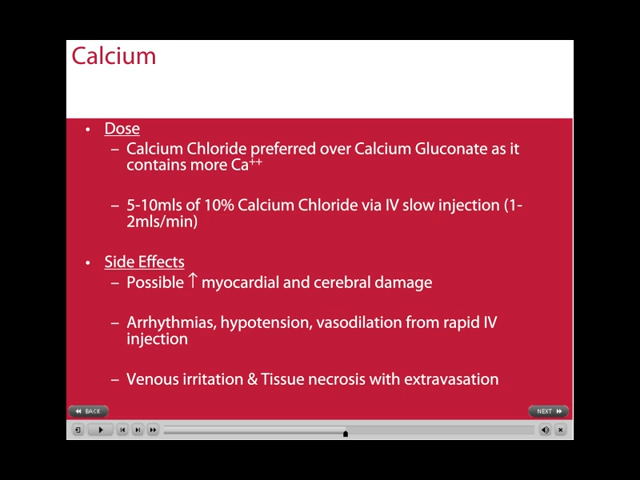 Calcium
• Dose
– Calcium Chloride preferred over Calcium Gluconate as it
contains more Ca++
– 5-10mls of 10% Calcium Chloride via IV slow injection (1-
2mls/min)
• Side Effects
– Possible ↑ myocardial and cerebral damage
– Arrhythmias, hypotension, vasodilation from rapid IV
injection
– Venous irritation & Tissue necrosis with extravasation
BACK
NEXT